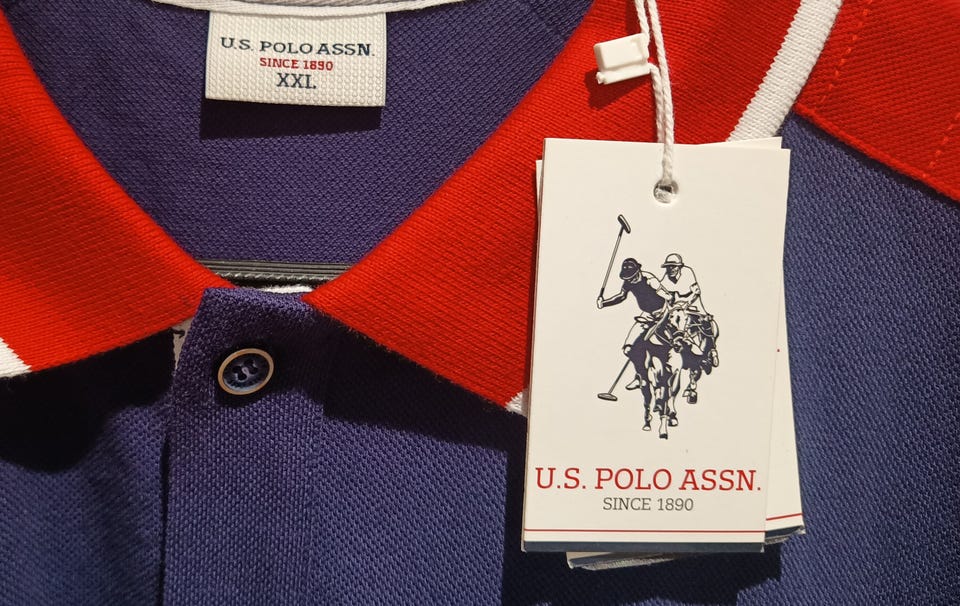 U.S. POLO ASSN.
SINCE 1890
XXL
U.S. POLO ASSN.
SINCE 1890